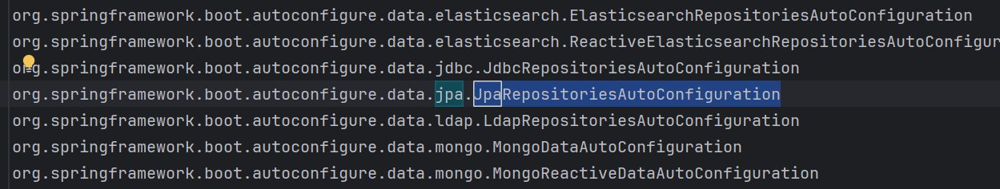 org.springframework.boot.autoconfigure.data.elasticsearch.ElasticsearchRepositoriesAutoConfiguration
org.springframework.boot.autoconfigure.data.elasticsearch.ReactiveElasticsearchRepositoriesAutoConfigur
org.springframework.boot.autoconfigure.data.jdbc.JdbcRepositoriesAutoConfiguration
org.springframework.boot.autoconfigure.data.jpa.JpaRepositoriesAutoConfiguration
org.springframework.boot.autoconfigure.data.ldap.LdapRepositoriesAutoConfiguration
org.springframework.boot.autoconfigure.data.mongo.MongoDataAutoConfiguration
org.springframework.boot.autoconfigure.data.mongo.MongoReactiveDataAutoConfiguration